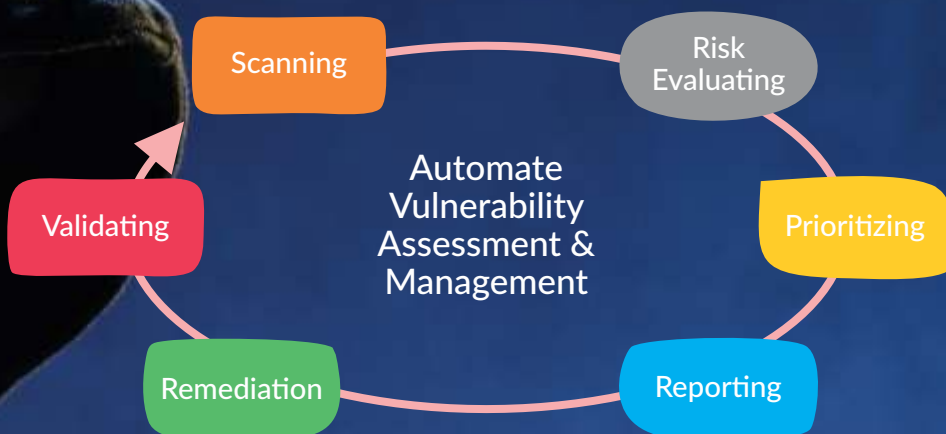 Scanning
Risk
Evaluating
Automate
Vulnerability
Assessment &
Management
Validating
Prioritizing
Remediation
Reporting